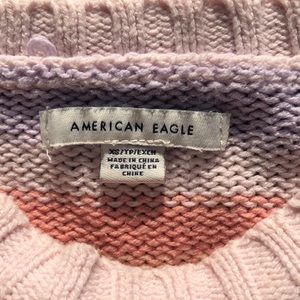 AMERICAN EAGLE
XS/TP/EXCH
MADE IN CHINA
FABRIQUÉ EN
CHINE